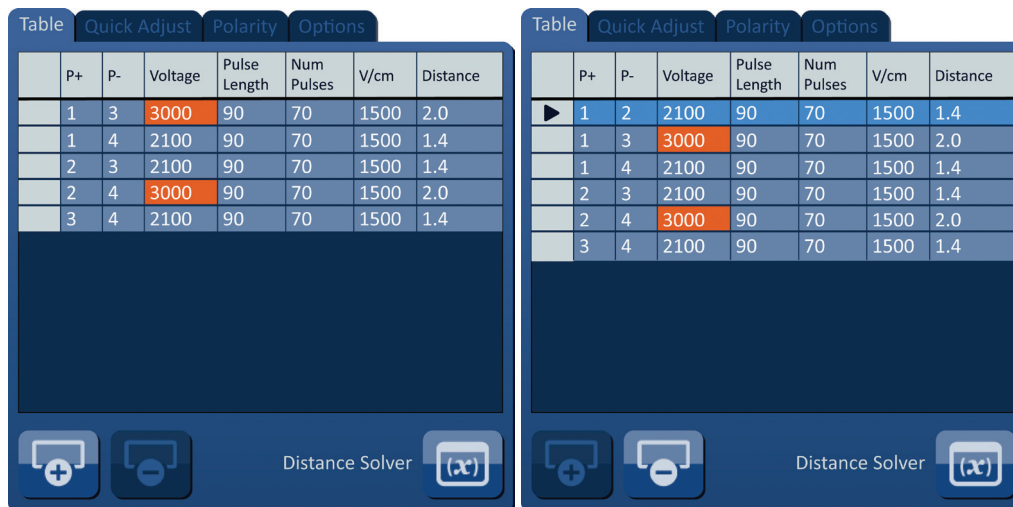 Table Quick Adjust Polarity Options
P+ P- Voltage Pulse Length Num Pulses V/cm Distance
1 3 3000 90 70 1500 2.0
1 4 2100 90 70 1500 1.4
2 3 2100 90 70 1500 1.4
2 4 3000 90 70 1500 2.0
3 4 2100 90 70 1500 1.4
Distance Solver (x)
Table Quick Adjust Polarity Options
P+ P- Voltage Pulse Length Num Pulses V/cm Distance
1 2 2100 90 70 1500 1.4
1 3 3000 90 70 1500 2.0
1 4 2100 90 70 1500 1.4
2 3 2100 90 70 1500 1.4
2 4 3000 90 70 1500 2.0
3 4 2100 90 70 1500 1.4
Distance Solver (x)